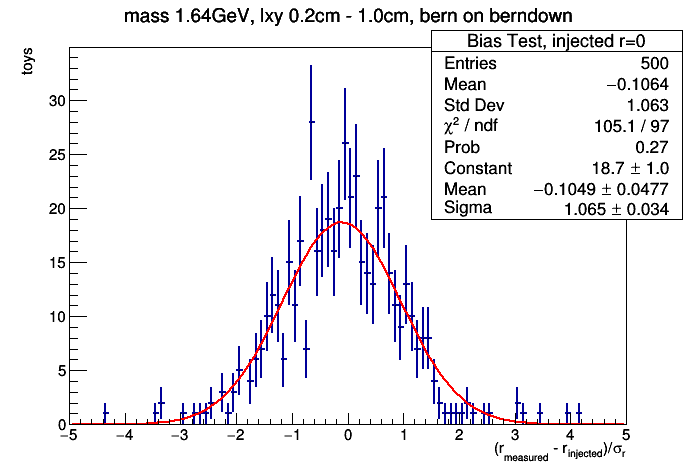 mass 1.64GeV, lxy 0.2cm - 1.0cm, bern on berndown
Bias Test, injected r=0
Entries 500
Mean −0.1064
Std Dev 1.063
χ² / ndf 105.1 / 97
Prob 0.27
Constant 18.7 ± 1.0
Mean −0.1049 ± 0.0477
Sigma 1.065 ± 0.034
toys
30
25
20
15
10
5
0
−5 −4 −3 −2 −1 0 1 2 3 4 5
(r_measured - r_injected)/σ_r